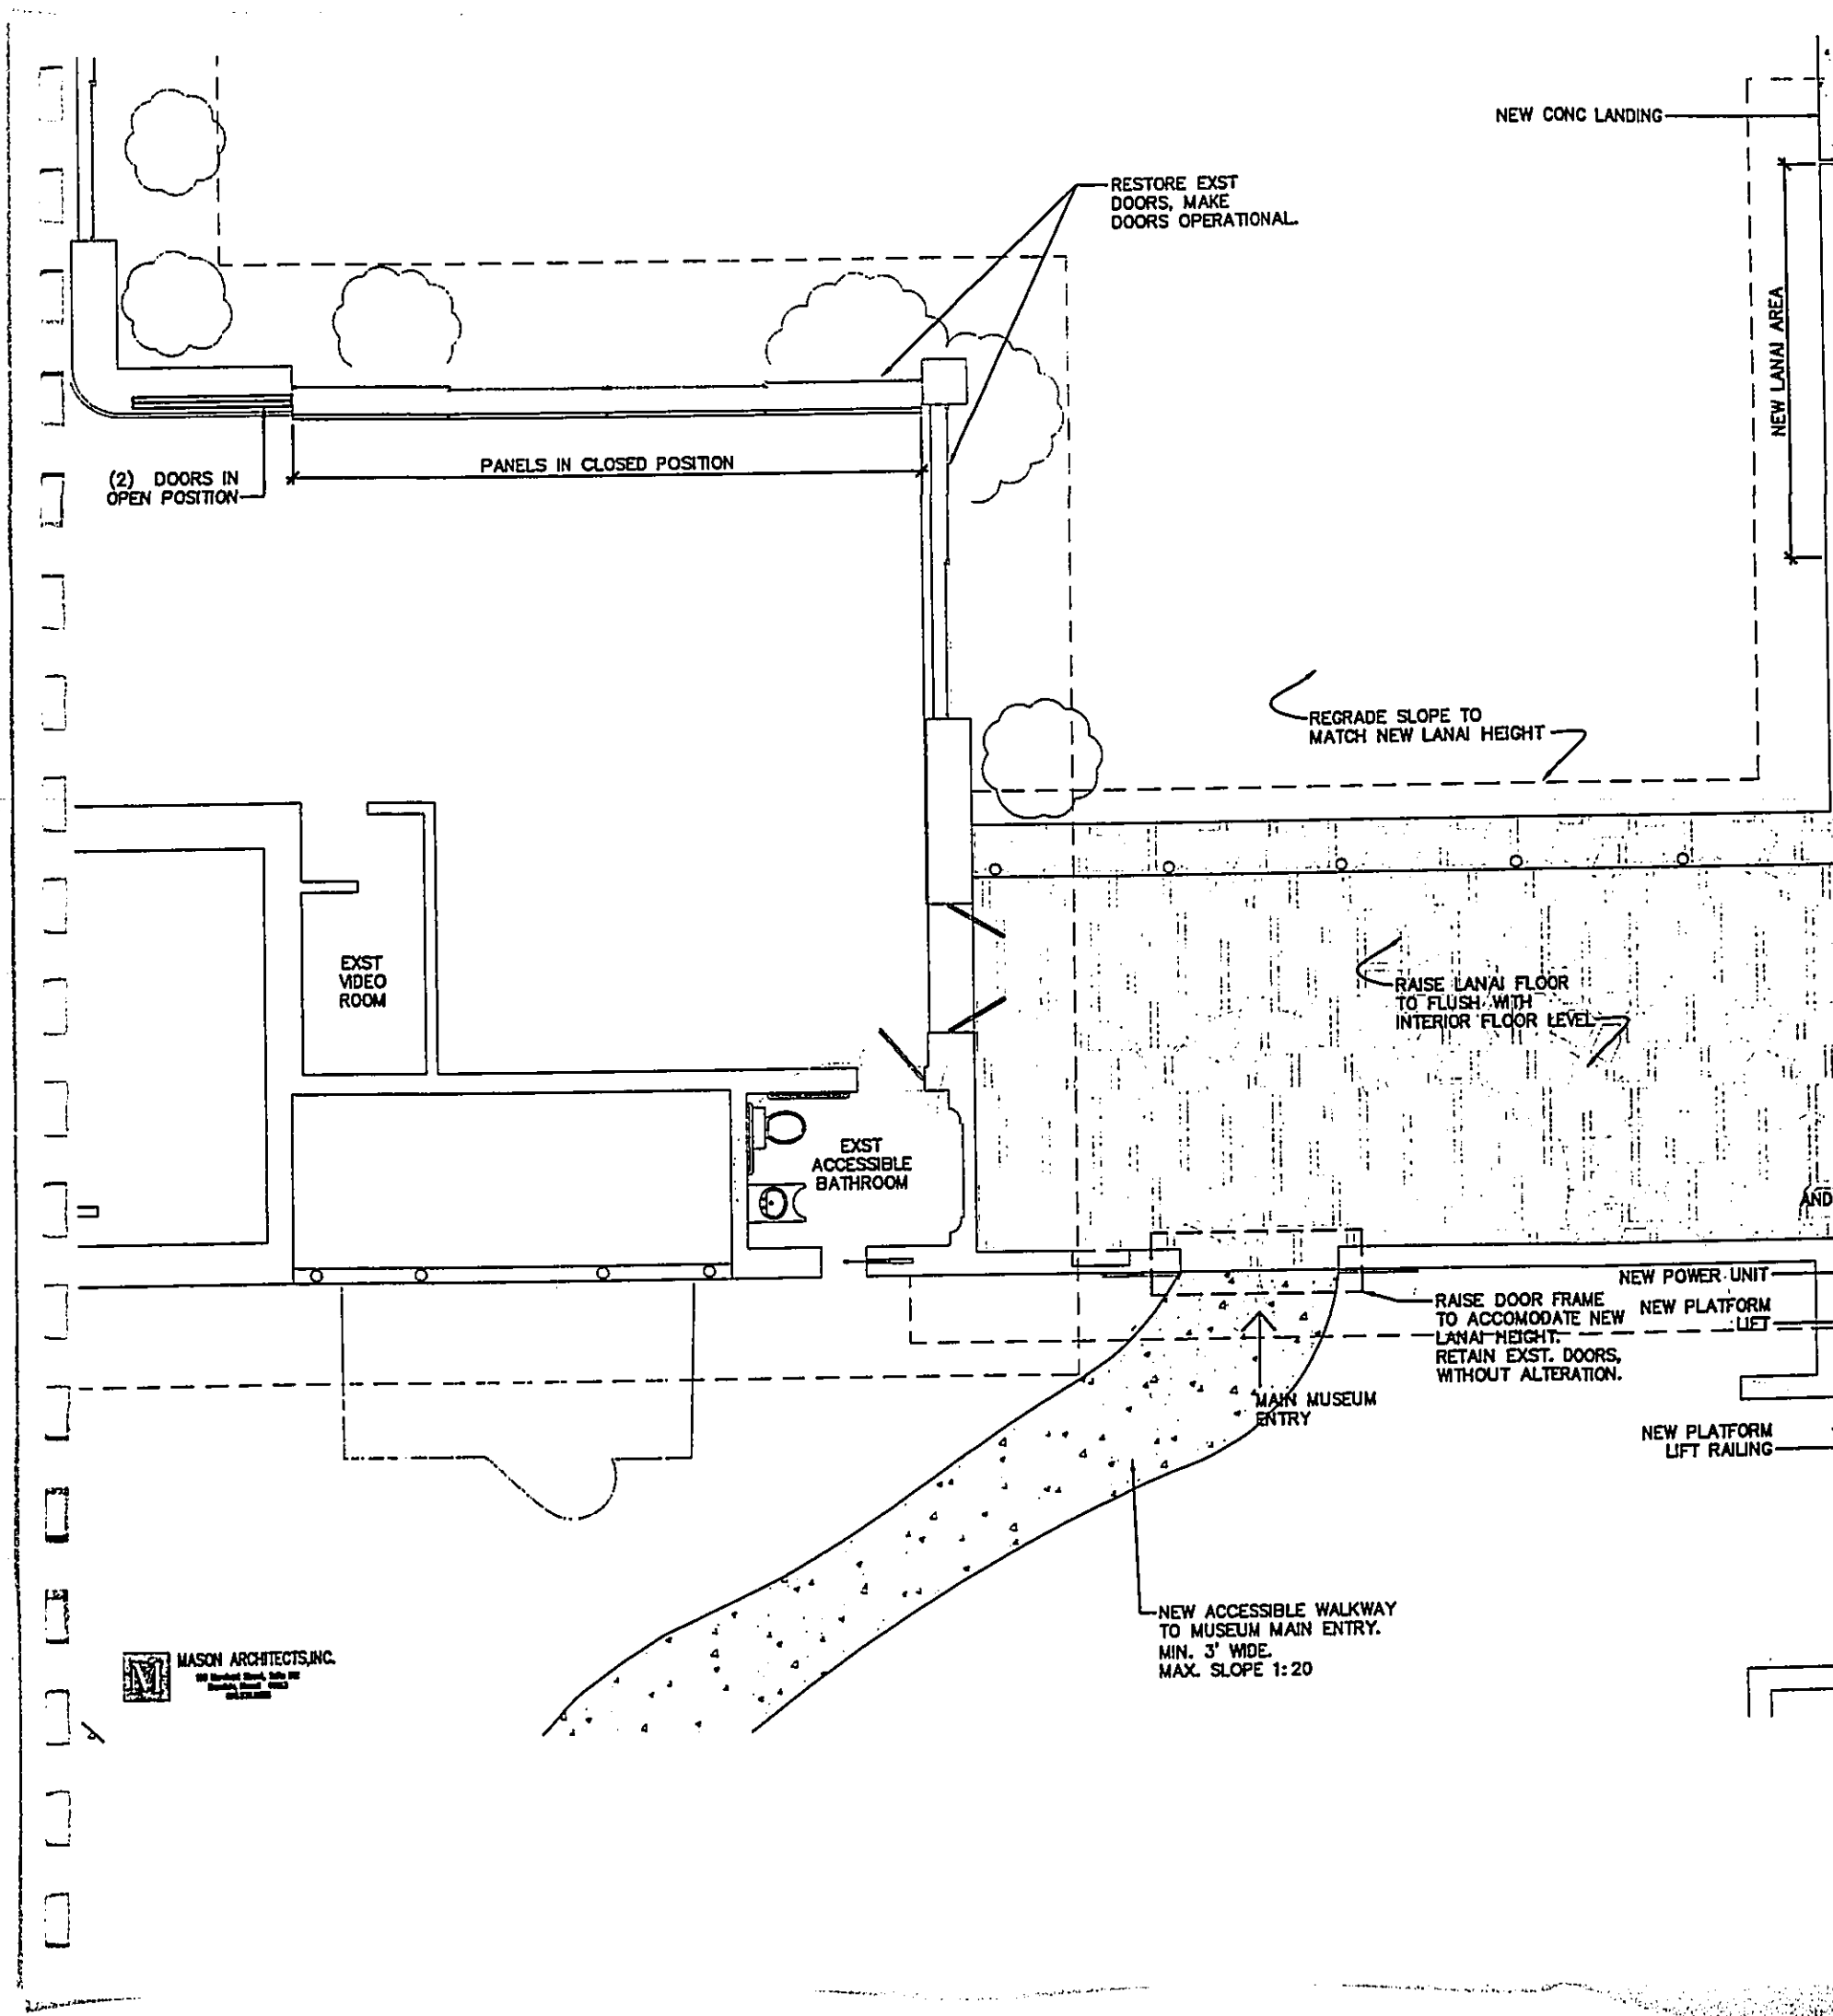 NEW CONC LANDING
RESTORE EXST
DOORS, MAKE
DOORS OPERATIONAL.
NEW LANAI AREA
(2) DOORS IN
OPEN POSITION
PANELS IN CLOSED POSITION
REGRADE SLOPE TO
MATCH NEW LANAI HEIGHT
EXST
VIDEO
ROOM
RAISE LANAI FLOOR
TO FLUSH WITH
INTERIOR FLOOR LEVEL
EXST
ACCESSIBLE
BATHROOM
AND
NEW POWER UNIT
RAISE DOOR FRAME
TO ACCOMODATE NEW
LANAI HEIGHT.
RETAIN EXST. DOORS,
WITHOUT ALTERATION.
NEW PLATFORM
LIFT
MAIN MUSEUM
ENTRY
NEW PLATFORM
LIFT RAILING
NEW ACCESSIBLE WALKWAY
TO MUSEUM MAIN ENTRY.
MIN. 3' WIDE.
MAX. SLOPE 1:20
M
MASON ARCHITECTS,INC.